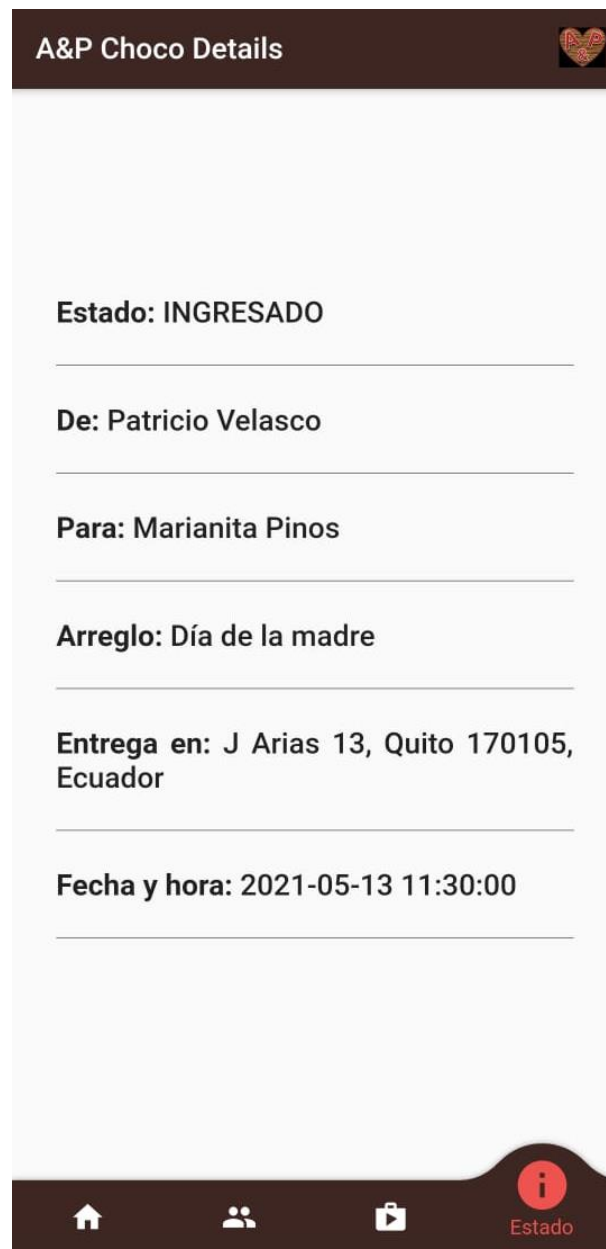 A&P Choco Details
A P
&
Estado: INGRESADO
De: Patricio Velasco
Para: Marianita Pinos
Arreglo: Día de la madre
Entrega en: J Arias 13, Quito 170105,
Ecuador
Fecha y hora: 2021-05-13 11:30:00
Estado